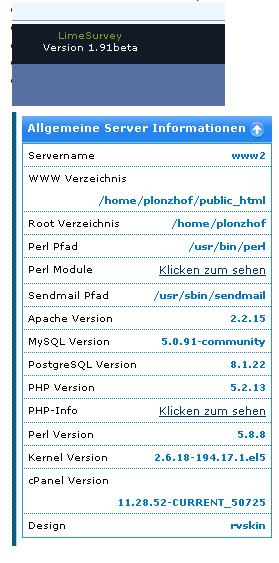 LimeSurvey
Version 1.91beta
Allgemeine Server Informationen
Servername www2
WWW Verzeichnis
/home/plonzhof/public_html
Root Verzeichnis /home/plonzhof
Perl Pfad /usr/bin/perl
Perl Module Klicken zum sehen
Sendmail Pfad /usr/sbin/sendmail
Apache Version 2.2.15
MySQL Version 5.0.91-community
PostgreSQL Version 8.1.22
PHP Version 5.2.13
PHP-Info Klicken zum sehen
Perl Version 5.8.8
Kernel Version 2.6.18-194.17.1.el5
cPanel Version
11.28.52-CURRENT_50725
Design rvskin